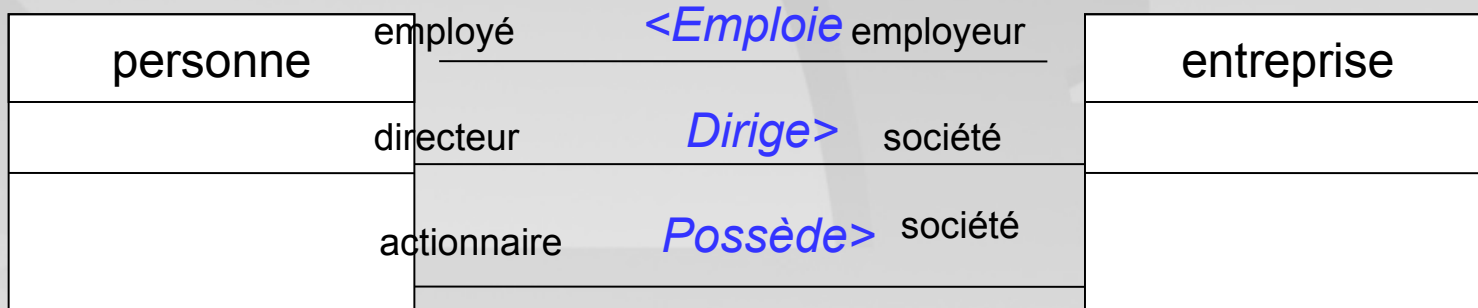 employé <Emploie employeur
personne entreprise
directeur Dirige> société
actionnaire Possède> société